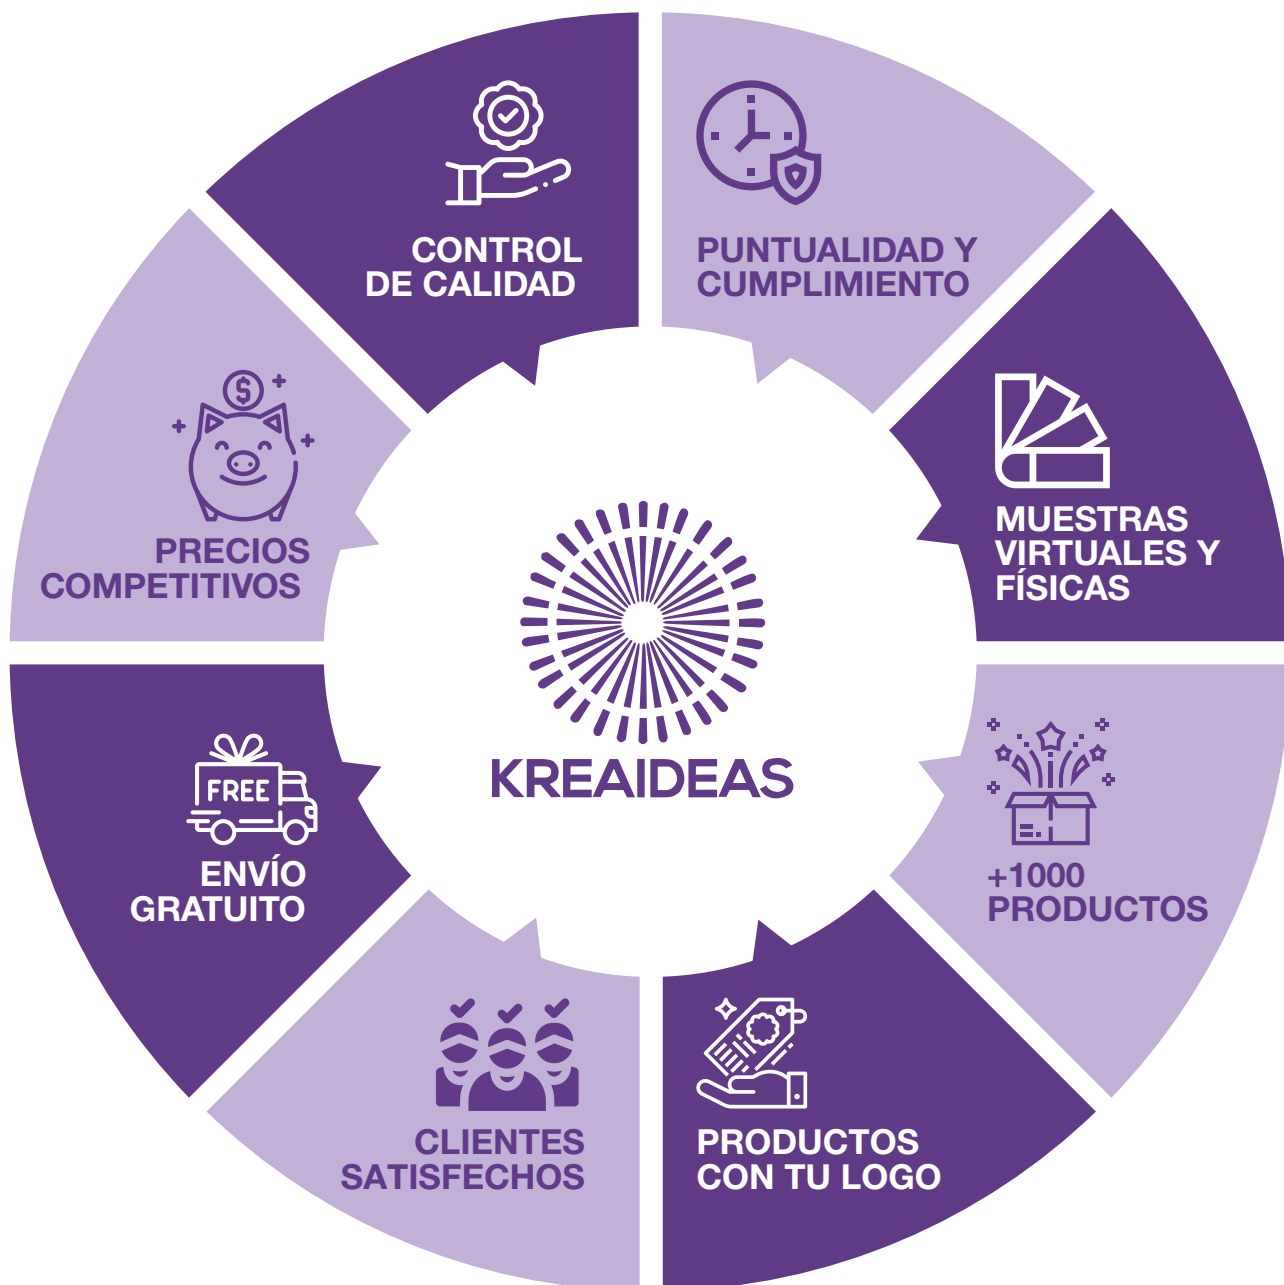 CONTROL
DE CALIDAD
PUNTUALIDAD Y
CUMPLIMIENTO
MUESTRAS
VIRTUALES Y
FÍSICAS
+1000
PRODUCTOS
PRODUCTOS
CON TU LOGO
CLIENTES
SATISFECHOS
FREE
ENVÍO
GRATUITO
$
PRECIOS
COMPETITIVOS
KREAIDEAS